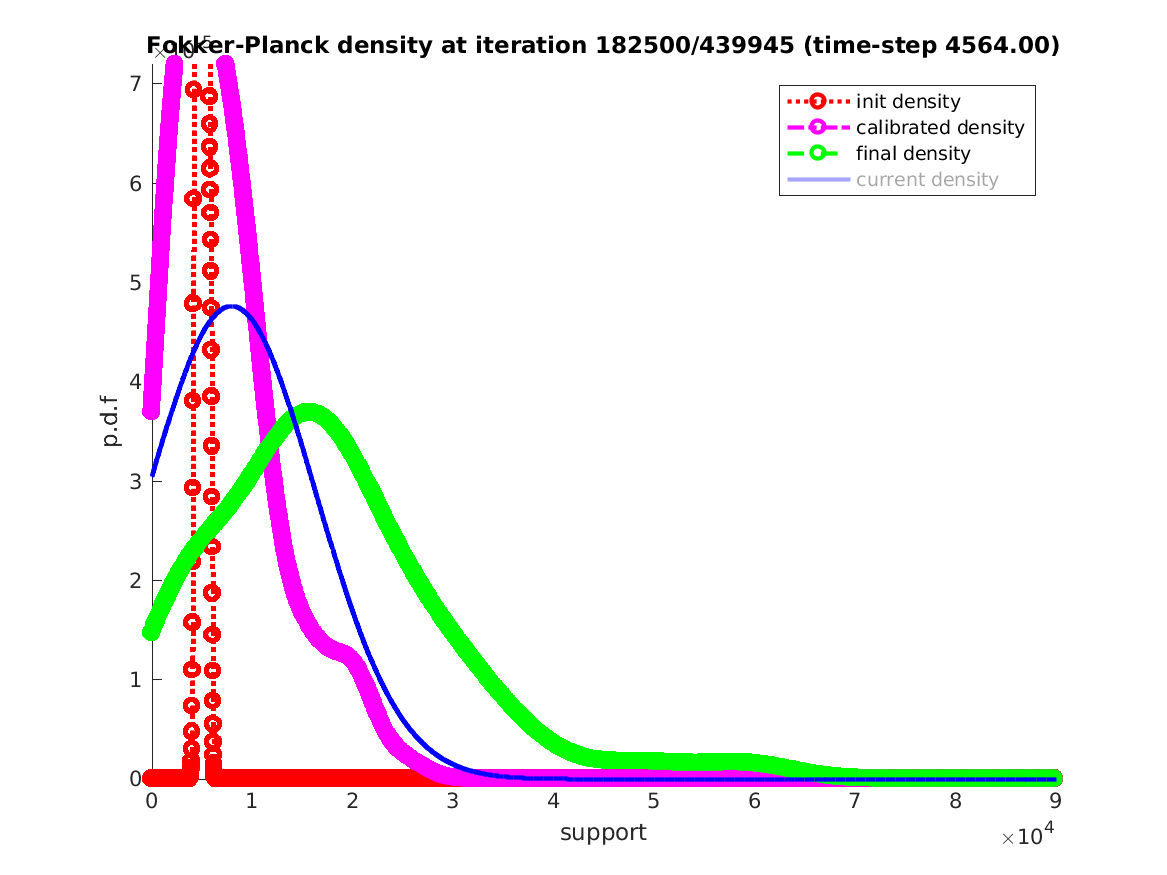 Fokker-Planck density at iteration 182500/439945 (time-step 4564.00)
init density
calibrated density
final density
current density
7
6
5
4
3
2
1
0
p.d.f
0 1 2 3 4 5 6 7 8 9
support
×10^4